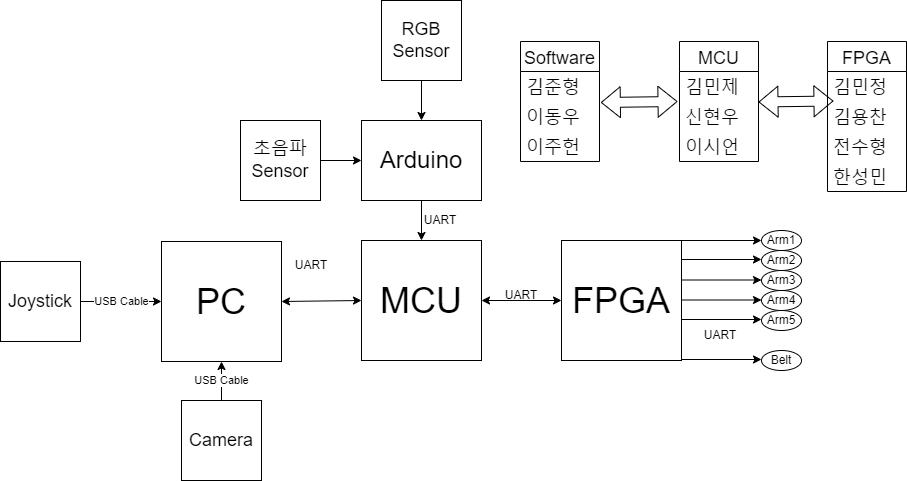 RGB
Sensor
Software
MCU
FPGA
김준형
김민제
김민정
이동우
신현우
김용찬
이주헌
이시언
전수형
한성민
초음파
Sensor
Arduino
UART
Joystick
USB Cable
PC
UART
MCU
UART
FPGA
Arm1
Arm2
Arm3
Arm4
Arm5
UART
Belt
USB Cable
Camera